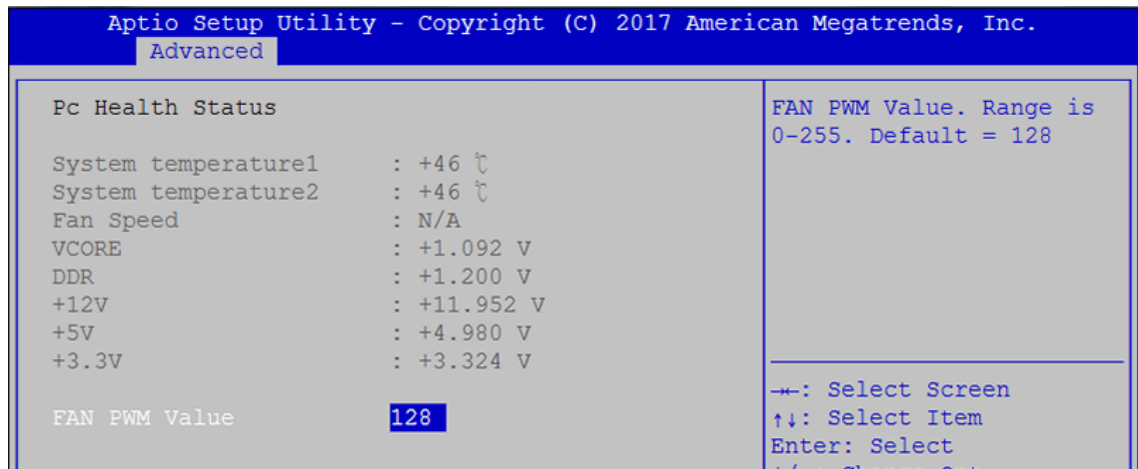 Aptio Setup Utility – Copyright (C) 2017 American Megatrends, Inc.
Advanced
Pc Health Status
System temperature1 : +46 ℃
System temperature2 : +46 ℃
Fan Speed : N/A
VCORE : +1.092 V
DDR : +1.200 V
+12V : +11.952 V
+5V : +4.980 V
+3.3V : +3.324 V
FAN PWM Value 128
FAN PWM Value. Range is
0-255. Default = 128
→←: Select Screen
↑↓: Select Item
Enter: Select